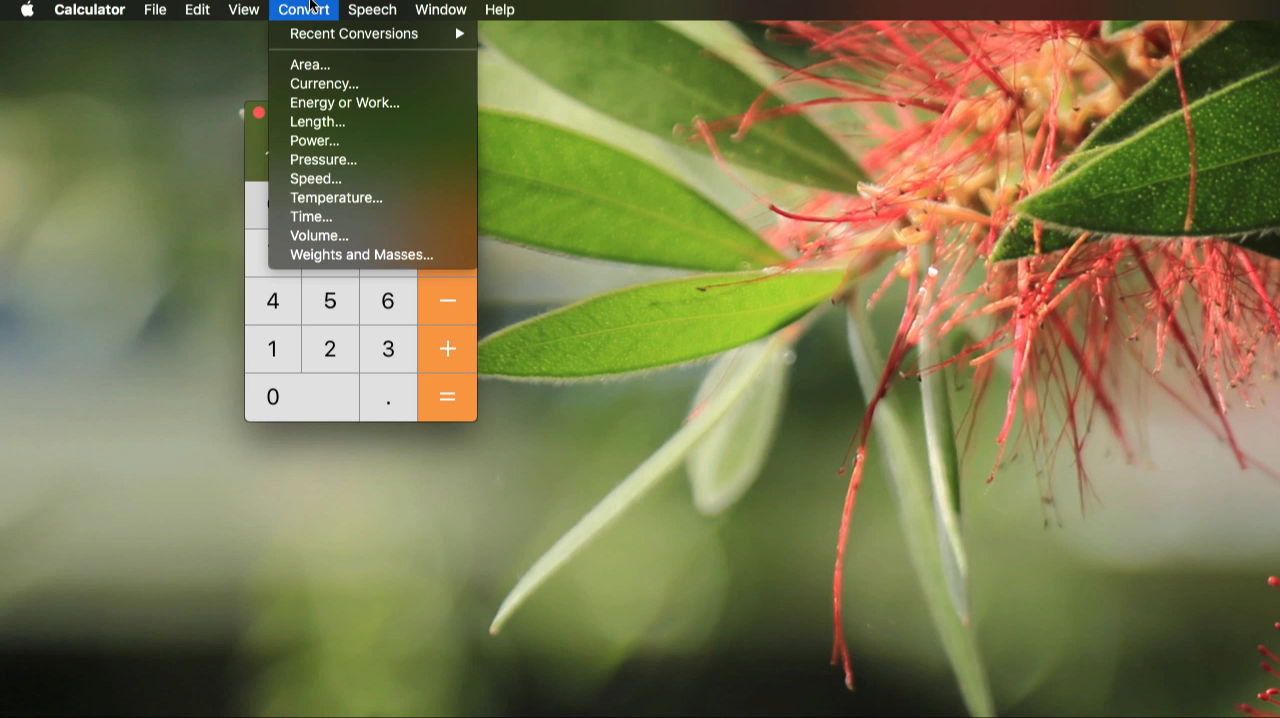 Calculator File Edit View Convert Speech Window Help
Recent Conversions
Area...
Currency...
Energy or Work...
Length...
Power...
Pressure...
Speed...
Temperature...
Time...
Volume...
Weights and Masses...
4 5 6 −
1 2 3 +
0 . =